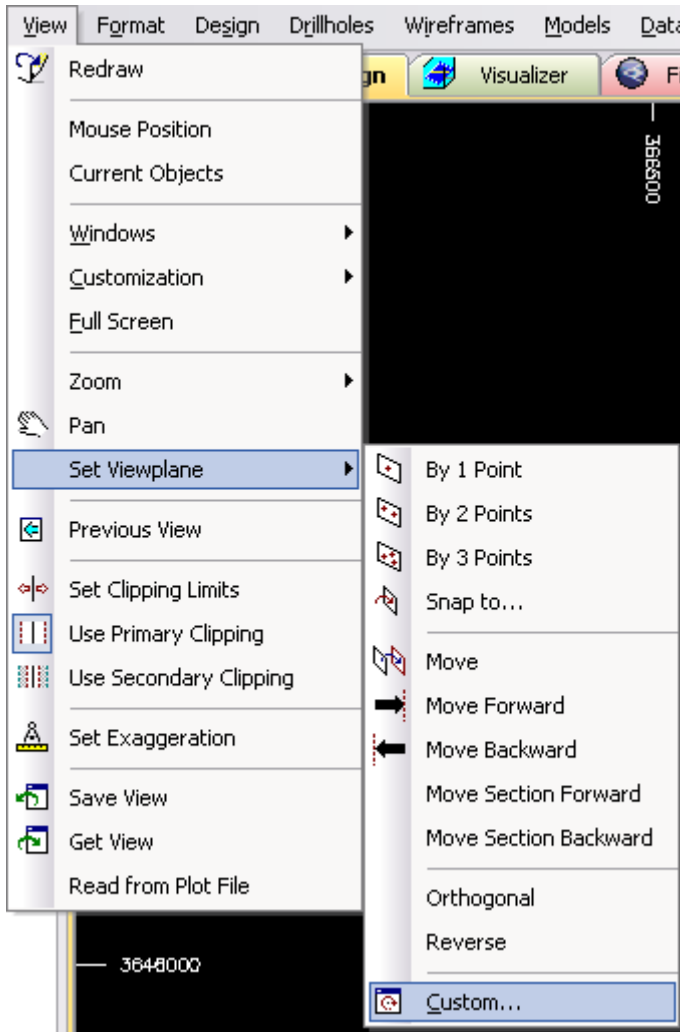 View Format Design Drillholes Wireframes Models Data
Redraw
gn Visualizer F
Mouse Position
Current Objects
Windows
Customization
Full Screen
Zoom
Pan
Set Viewplane
Previous View
Set Clipping Limits
Use Primary Clipping
Use Secondary Clipping
Set Exaggeration
Save View
Get View
Read from Plot File
By 1 Point
By 2 Points
By 3 Points
Snap to...
Move
Move Forward
Move Backward
Move Section Forward
Move Section Backward
Orthogonal
Reverse
Custom...